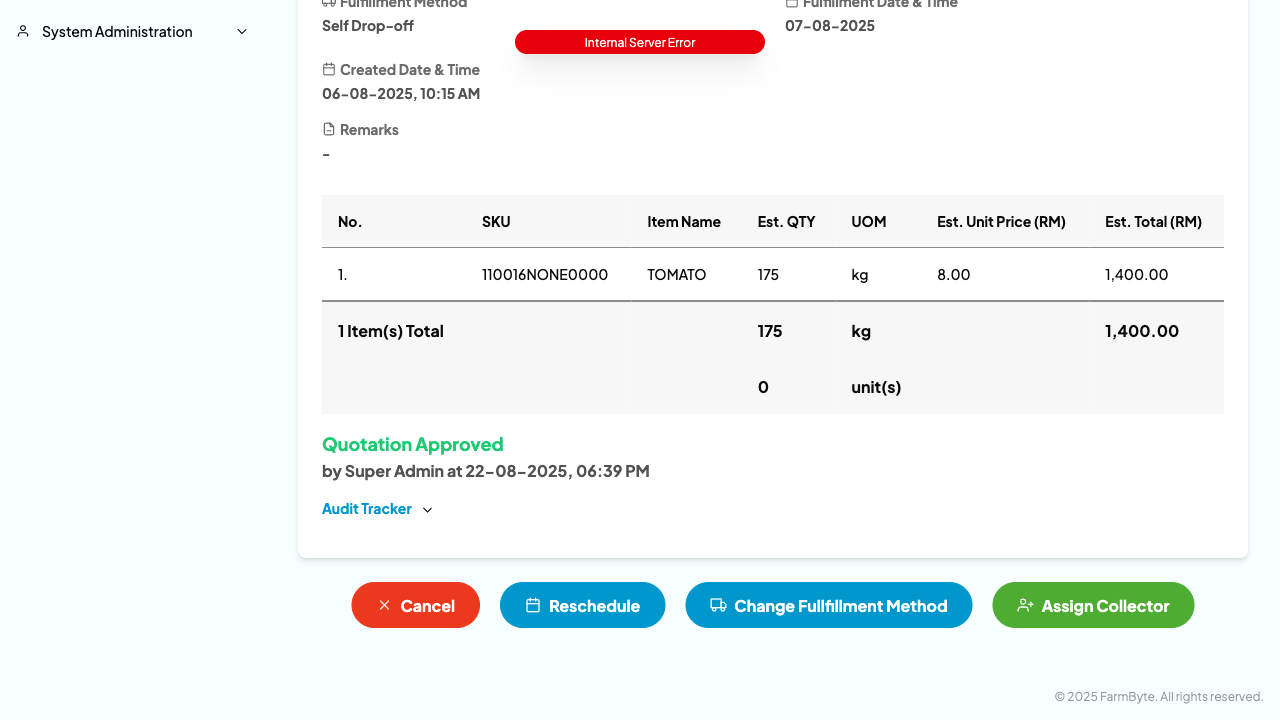 Fulfillment Method
Fulfillment Date & Time
System Administration
Self Drop-off
07-08-2025
Internal Server Error
Created Date & Time
06-08-2025, 10:15 AM
Remarks
-
No. SKU Item Name Est. QTY UOM Est. Unit Price (RM) Est. Total (RM)
1. 110016NONE0000 TOMATO 175 kg 8.00 1,400.00
1 Item(s) Total 175 kg 1,400.00
0 unit(s)
Quotation Approved
by Super Admin at 22-08-2025, 06:39 PM
Audit Tracker
Cancel Reschedule Change Fullfillment Method Assign Collector
© 2025 FarmByte. All rights reserved.